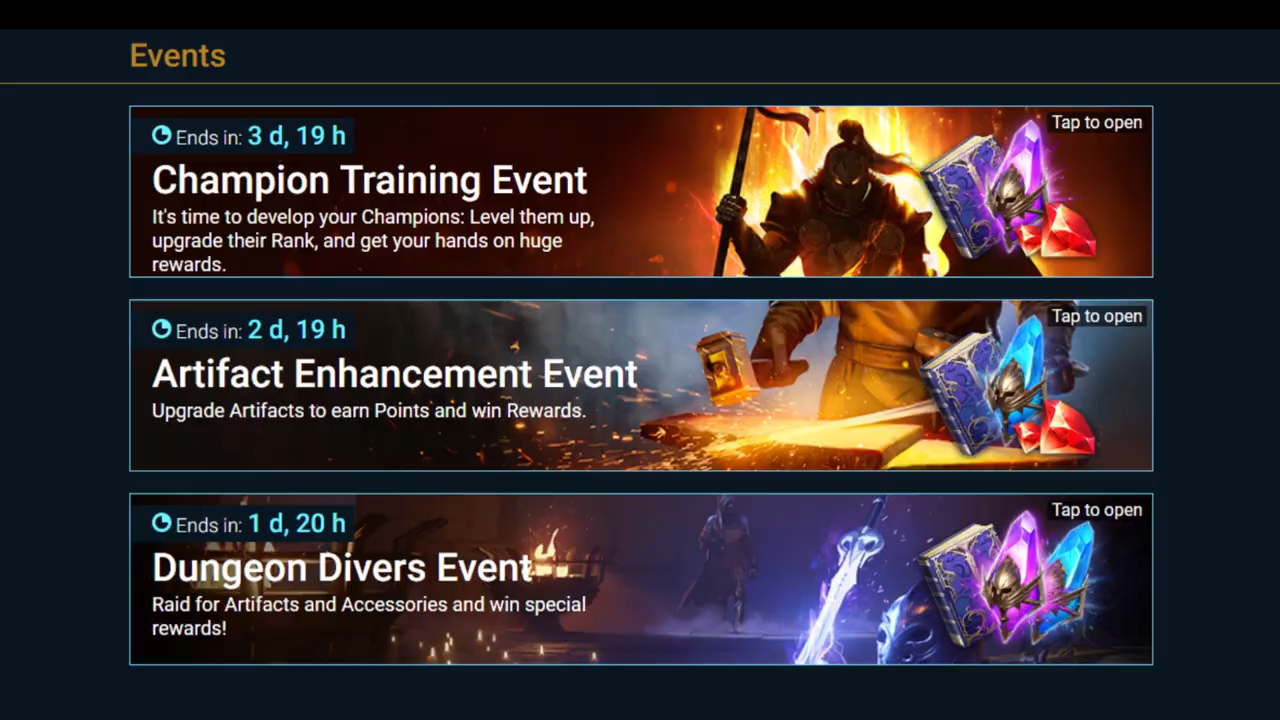 Events
Ends in: 3 d, 19 h
Tap to open
Champion Training Event
It's time to develop your Champions: Level them up,
upgrade their Rank, and get your hands on huge
rewards.
Ends in: 2 d, 19 h
Tap to open
Artifact Enhancement Event
Upgrade Artifacts to earn Points and win Rewards.
Ends in: 1 d, 20 h
Tap to open
Dungeon Divers Event
Raid for Artifacts and Accessories and win special
rewards!